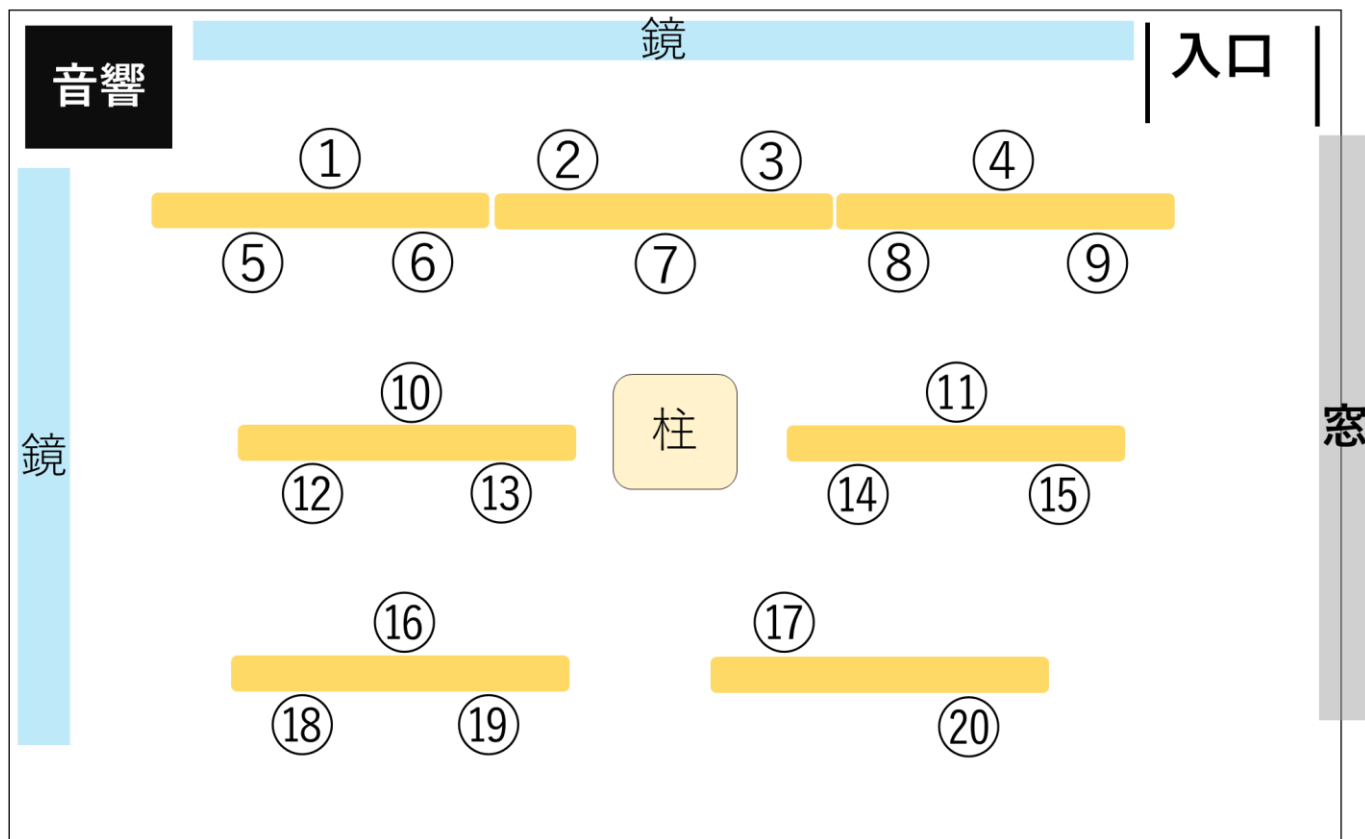 音響
鏡
入口
① ② ③ ④
⑤ ⑥ ⑦ ⑧ ⑨
⑩ ⑪
鏡
柱
窓
⑫ ⑬ ⑭ ⑮
⑯ ⑰
⑱ ⑲ ⑳